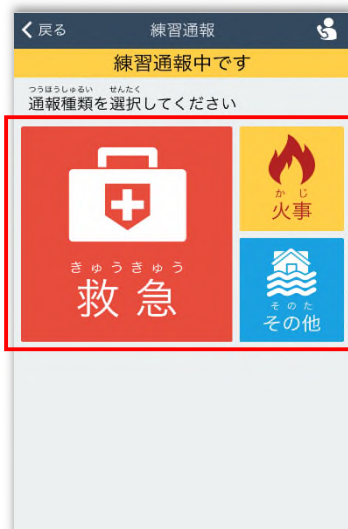 戻る 練習通報
練習通報中です
つうほうしゅるい せんたく
通報種類を選択してください
きゅうきゅう
救急
かじ
火事
そのた
その他